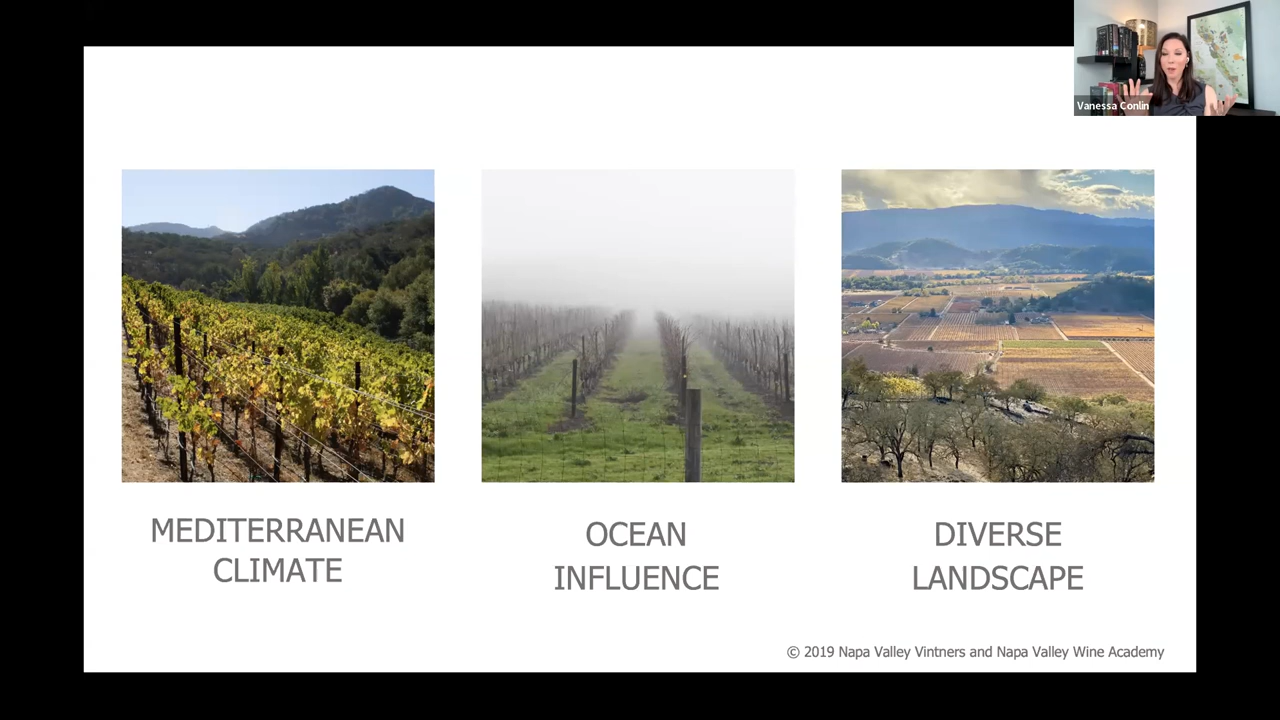 Vanessa Conlin
MEDITERRANEAN
CLIMATE
OCEAN
INFLUENCE
DIVERSE
LANDSCAPE
© 2019 Napa Valley Vintners and Napa Valley Wine Academy